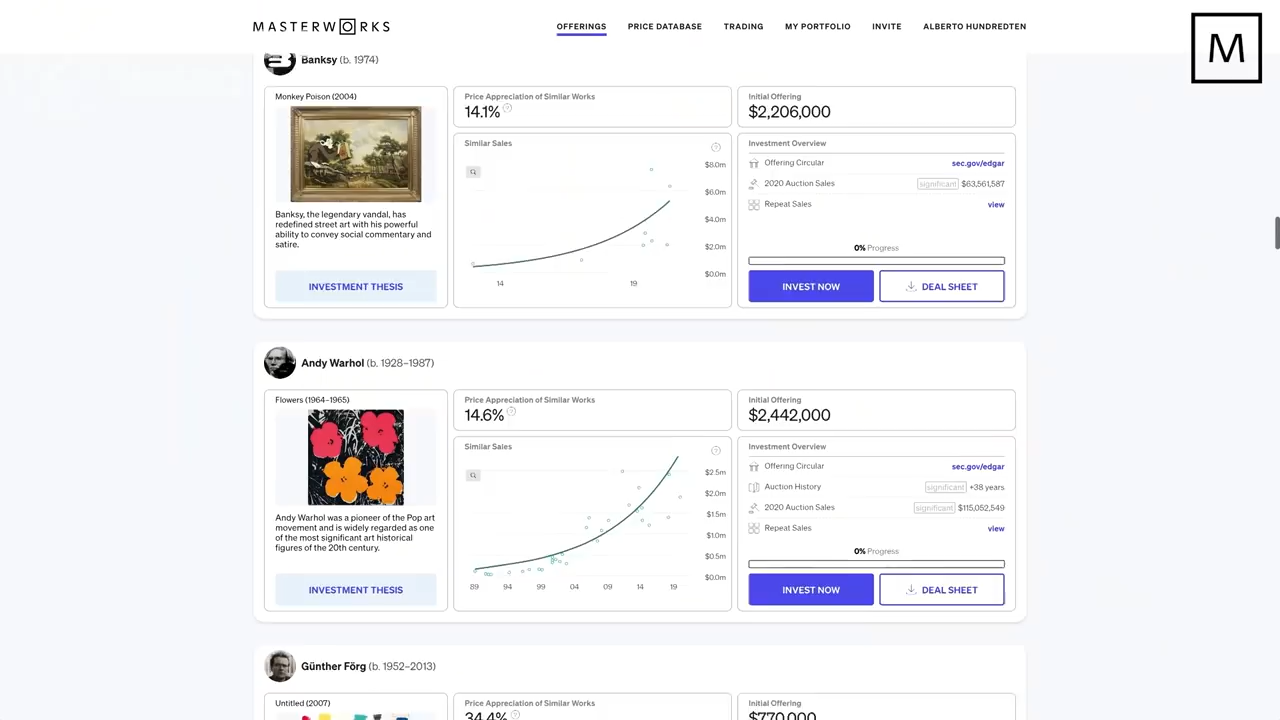 MASTERWORKS
OFFERINGS PRICE DATABASE TRADING MY PORTFOLIO INVITE ALBERTO HUNDREDTEN
M
Banksy (b. 1974)
Monkey Poison (2004)
Banksy, the legendary vandal, has
redefined street art with his powerful
ability to convey social commentary and
satire.
INVESTMENT THESIS
Price Appreciation of Similar Works
14.1% ?
Similar Sales ?
$8.0m
$6.0m
$4.0m
$2.0m
$0.0m
14 19
Initial Offering
$2,206,000
Investment Overview
Offering Circular sec.gov/edgar
2020 Auction Sales significant $63,561,587
Repeat Sales view
0% Progress
INVEST NOW DEAL SHEET
Andy Warhol (b. 1928–1987)
Flowers (1964-1965)
Andy Warhol was a pioneer of the Pop art
movement and is widely regarded as one
of the most significant art historical
figures of the 20th century.
INVESTMENT THESIS
Price Appreciation of Similar Works
14.6% ?
Similar Sales ?
$2.5m
$2.0m
$1.5m
$1.0m
$0.5m
$0.0m
89 94 99 04 09 14 19
Initial Offering
$2,442,000
Investment Overview
Offering Circular sec.gov/edgar
Auction History significant +38 years
2020 Auction Sales significant $115,052,549
Repeat Sales view
0% Progress
INVEST NOW DEAL SHEET
Günther Förg (b. 1952–2013)
Untitled (2007)
Price Appreciation of Similar Works
34.4% ?
Initial Offering
$770,000